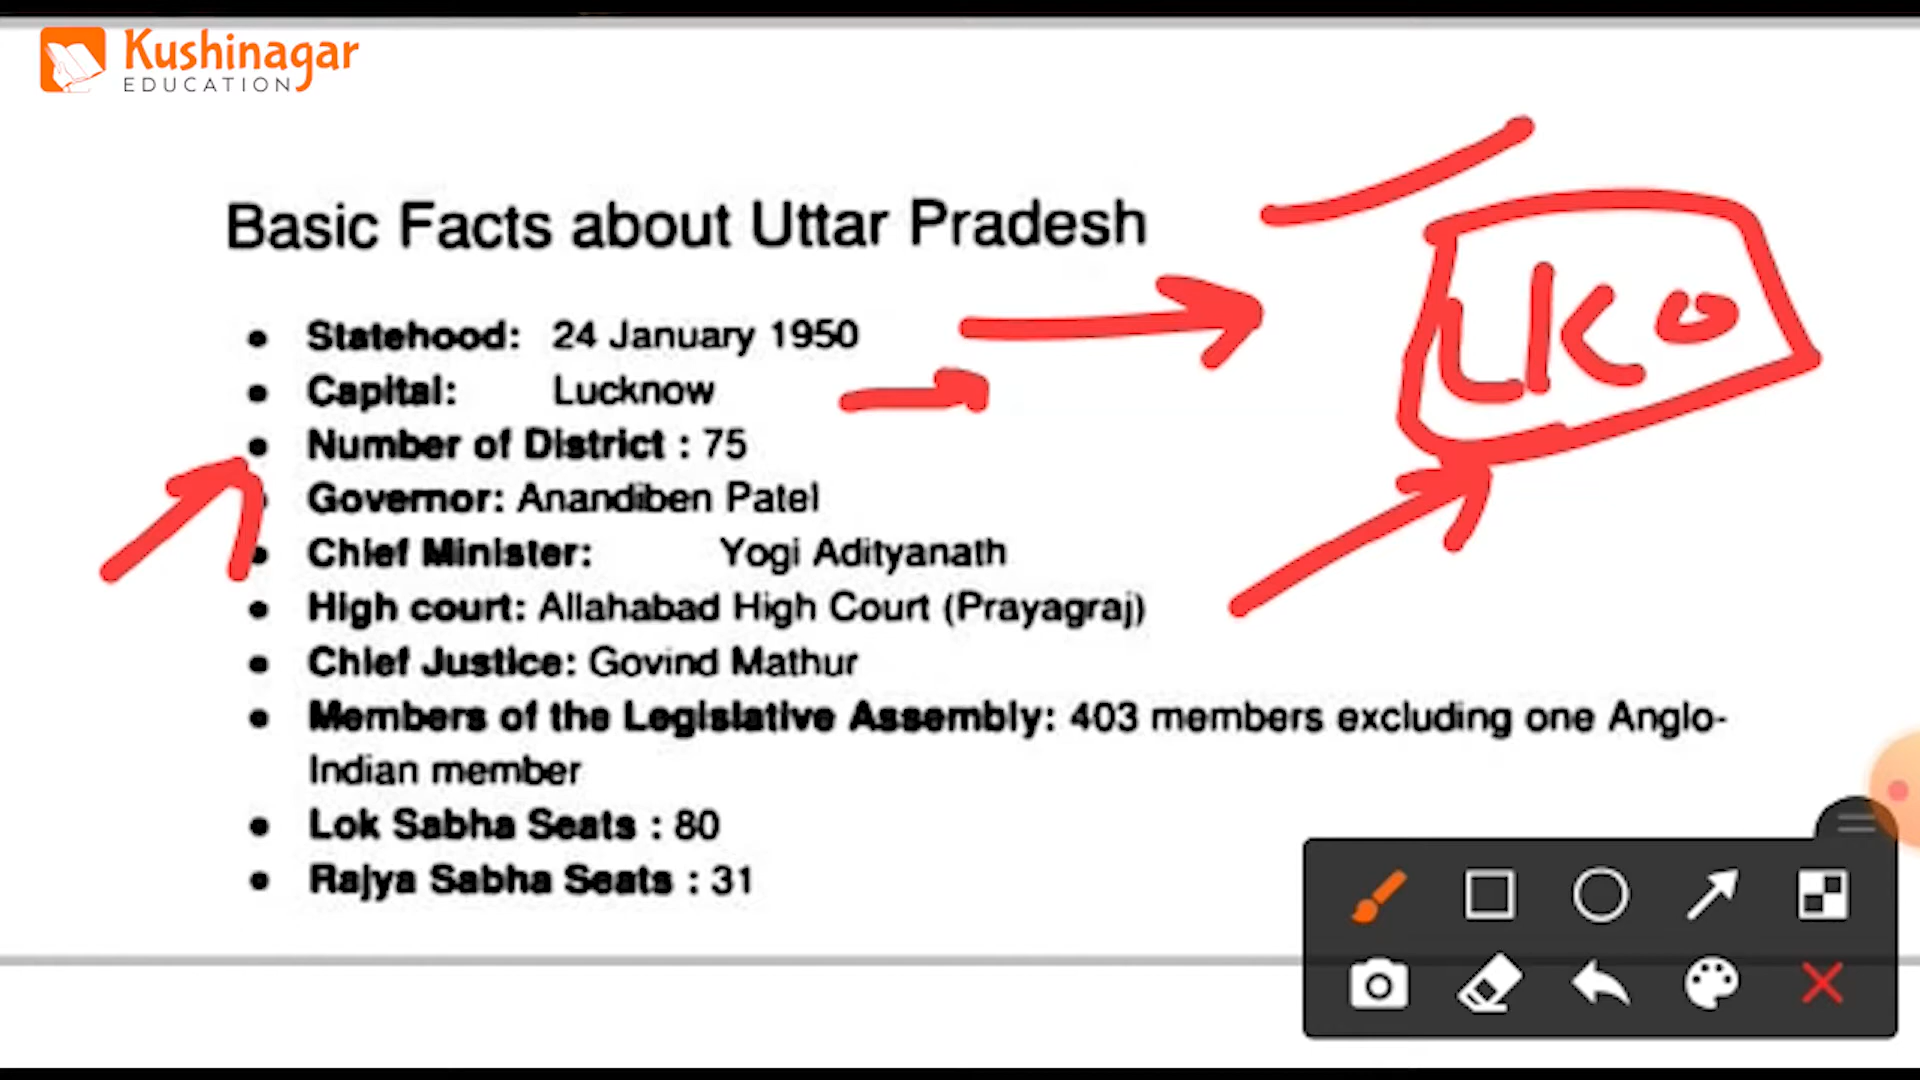 Kushinagar
EDUCATION
Basic Facts about Uttar Pradesh
LKO
• Statehood: 24 January 1950
• Capital: Lucknow
• Number of District : 75
• Governor: Anandiben Patel
• Chief Minister: Yogi Adityanath
• High court: Allahabad High Court (Prayagraj)
• Chief Justice: Govind Mathur
• Members of the Legislative Assembly: 403 members excluding one Anglo-
Indian member
• Lok Sabha Seats : 80
• Rajya Sabha Seats : 31